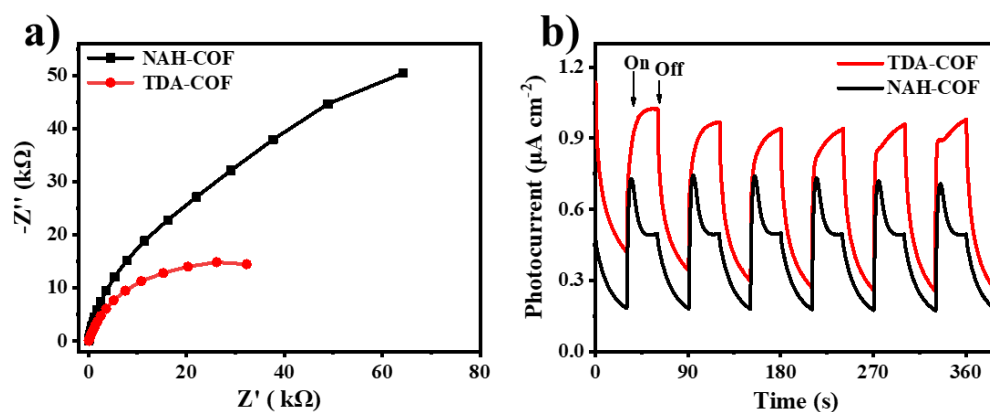 a)
NAH-COF
TDA-COF
50
40
30
20
10
0
-Z'' (kΩ)
0 20 40 60 80
Z' ( kΩ)
b)
TDA-COF
NAH-COF
On Off
1.2
0.9
0.6
0.3
0.0
Photocurrent (μA cm⁻²)
0 90 180 270 360
Time (s)